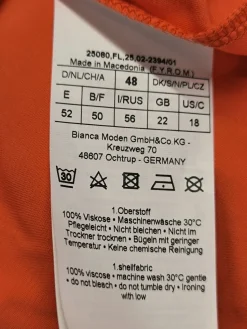 25080,FL,25,02-2394/01
Made in Macedonia (F.Y.R.O.M.)
D/NL/CH/A 48 DK/S/N/PL/CZ
E B/F I/RUS GB US/C
52 50 56 22 18
Bianca Moden GmbH&Co.KG -
Kreuzweg 70
48607 Ochtrup - GERMANY
30
1.Oberstoff
100% Viskose • Maschinenwäsche 30°C
Pflegeleicht • Nicht bleichen • Nicht im
Trockner trocknen • Bügeln mit geringer
Temperatur • Keine chemische Reinigung
1.shellfabric
100% viscose • machine wash 30°C gentle
• do not bleach • do not tumble dry • Ironing
with low